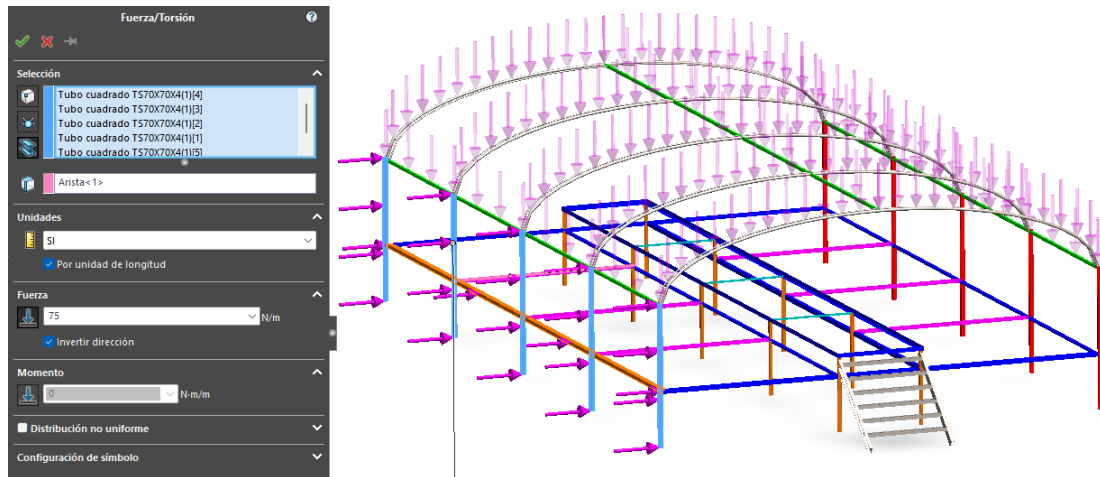 Fuerza/Torsión
Selección
Tubo cuadrado TS70X70X4(1)[4]
Tubo cuadrado TS70X70X4(1)[3]
Tubo cuadrado TS70X70X4(1)[2]
Tubo cuadrado TS70X70X4(1)[1]
Tubo cuadrado TS70X70X4(1)[5]
Arista<1>
Unidades
SI
Por unidad de longitud
Fuerza
75 N/m
Invertir dirección
Momento
0 N·m/m
Distribución no uniforme
Configuración de símbolo